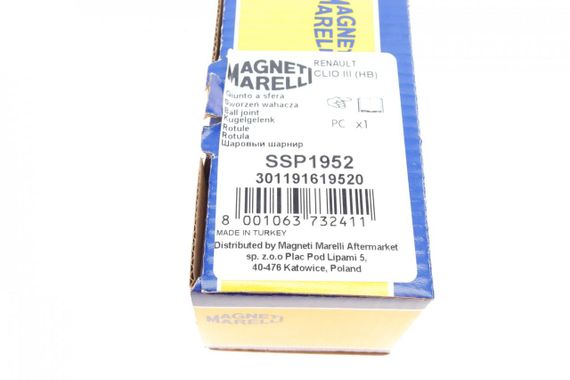 MAGNETI
MARELLI
RENAULT
CLIO III (HB)
Giunto a sfera
Sworzeń wahacza
Ball joint
Kugelgelenk
Rotule
Rotula
Шаровый шарнир
PC x1
SSP1952
301191619520
8 001063 732411
MADE IN TURKEY
Distributed by Magneti Marelli Aftermarket
sp. z.o.o Plac Pod Lipami 5,
40-476 Katowice, Poland
MAGNETI
MARELLI